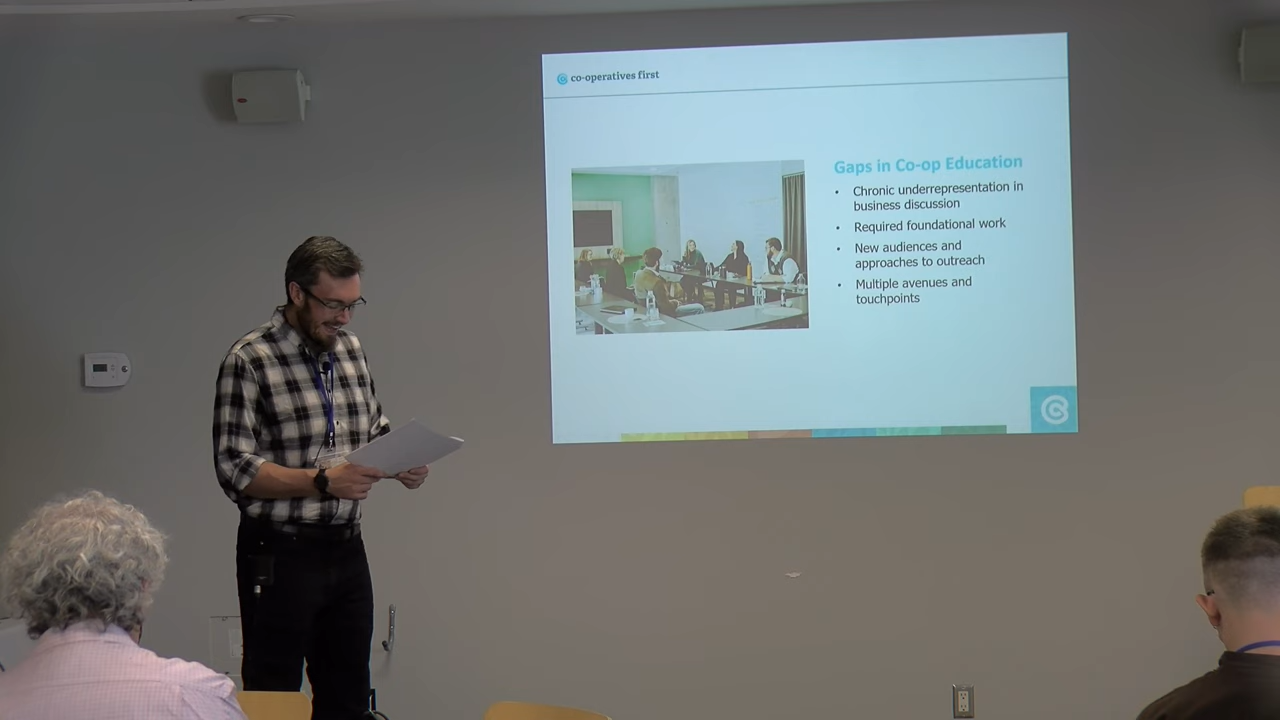 co-operatives first
Gaps in Co-op Education
• Chronic underrepresentation in
business discussion
• Required foundational work
• New audiences and
approaches to outreach
• Multiple avenues and
touchpoints